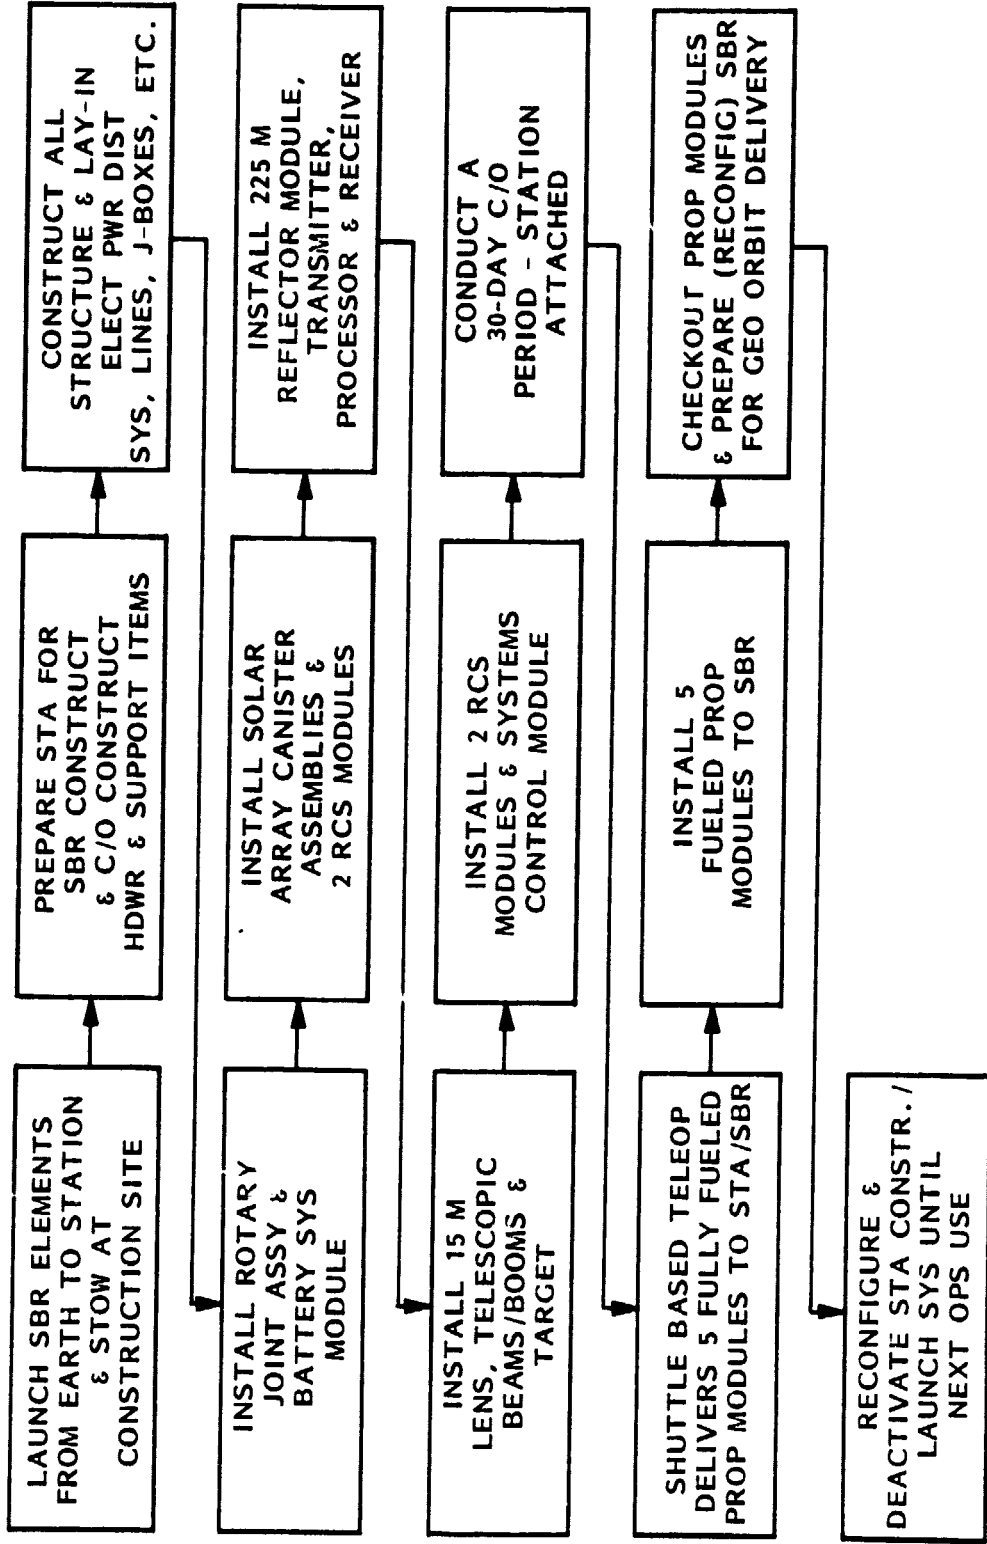 LAUNCH SBR ELEMENTS
FROM EARTH TO STATION
& STOW AT
CONSTRUCTION SITE
PREPARE STA FOR
SBR CONSTRUCT
& C/O CONSTRUCT
HDWR & SUPPORT ITEMS
CONSTRUCT ALL
STRUCTURE & LAY-IN
ELECT PWR DIST
SYS, LINES, J-BOXES, ETC.
INSTALL ROTARY
JOINT ASSY &
BATTERY SYS
MODULE
INSTALL SOLAR
ARRAY CANISTER
ASSEMBLIES &
2 RCS MODULES
INSTALL 225 M
REFLECTOR MODULE,
TRANSMITTER,
PROCESSOR & RECEIVER
INSTALL 15 M
LENS, TELESCOPIC
BEAMS/BOOMS &
TARGET
INSTALL 2 RCS
MODULES & SYSTEMS
CONTROL MODULE
CONDUCT A
30-DAY C/O
PERIOD - STATION
ATTACHED
SHUTTLE BASED TELEOP
DELIVERS 5 FULLY FUELED
PROP MODULES TO STA/SBR
INSTALL 5
FUELED PROP
MODULES TO SBR
CHECKOUT PROP MODULES
& PREPARE (RECONFIG) SBR
FOR GEO ORBIT DELIVERY
RECONFIGURE &
DEACTIVATE STA CONSTR./
LAUNCH SYS UNTIL
NEXT OPS USE